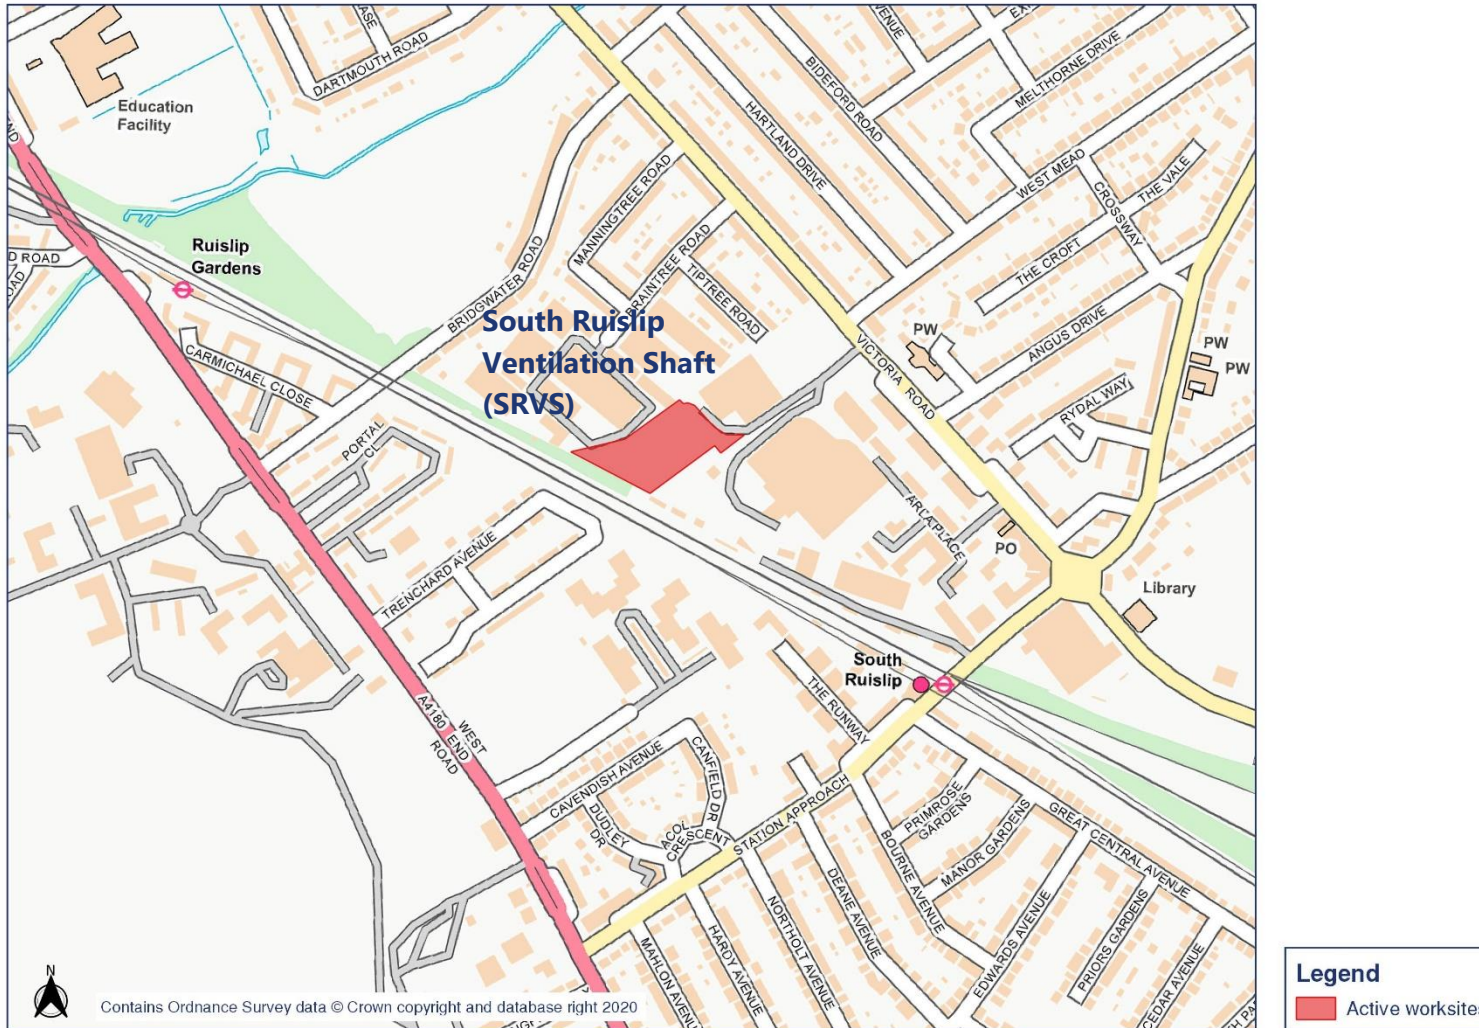 DARTMOUTH ROAD
Education
Facility
BIDEFORD ROAD
MELTHORNE DRIVE
HARTLAND DRIVE
WEST MEAD
THE VALE
CROSSWAY
THE CROFT
ANGUS DRIVE
MANNINGTREE ROAD
BRAINTREE ROAD
TIPTREE ROAD
BRIDGWATER ROAD
Ruislip
Gardens
D ROAD
CARMICHAEL CLOSE
South Ruislip
Ventilation Shaft
(SRVS)
VICTORIA ROAD
PW
PW
PW
RYDAL WAY
PORTAL
CL
TRENCHARD AVENUE
ARLA PLACE
PO
Library
South
Ruislip
THE RUNWAY
A4180 WEST
END
ROAD
CAVENDISH AVENUE
CANFIELD DR
DUDLEY
DR
ACOL
CRESCENT
STATION APPROACH
PRIMROSE
GARDENS
MANOR GARDENS
GREAT CENTRAL AVENUE
BOURNE AVENUE
DEANE AVENUE
NORTHOLT AVENUE
HARDY AVENUE
MAHLON AVENUE
EDWARDS AVENUE
PRIORS GARDENS
CEDAR AVENUE
N
Contains Ordnance Survey data © Crown copyright and database right 2020
Legend
Active worksite